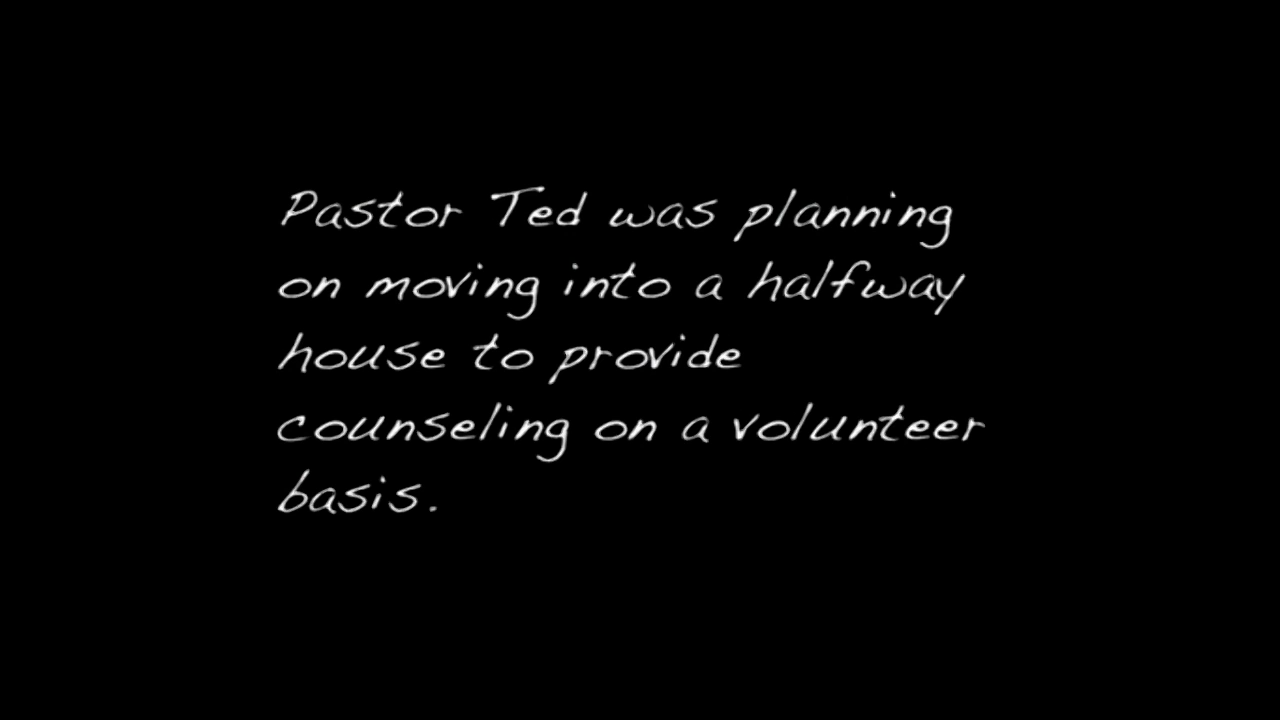 Pastor Ted was planning
on moving into a halfway
house to provide
counseling on a volunteer
basis.